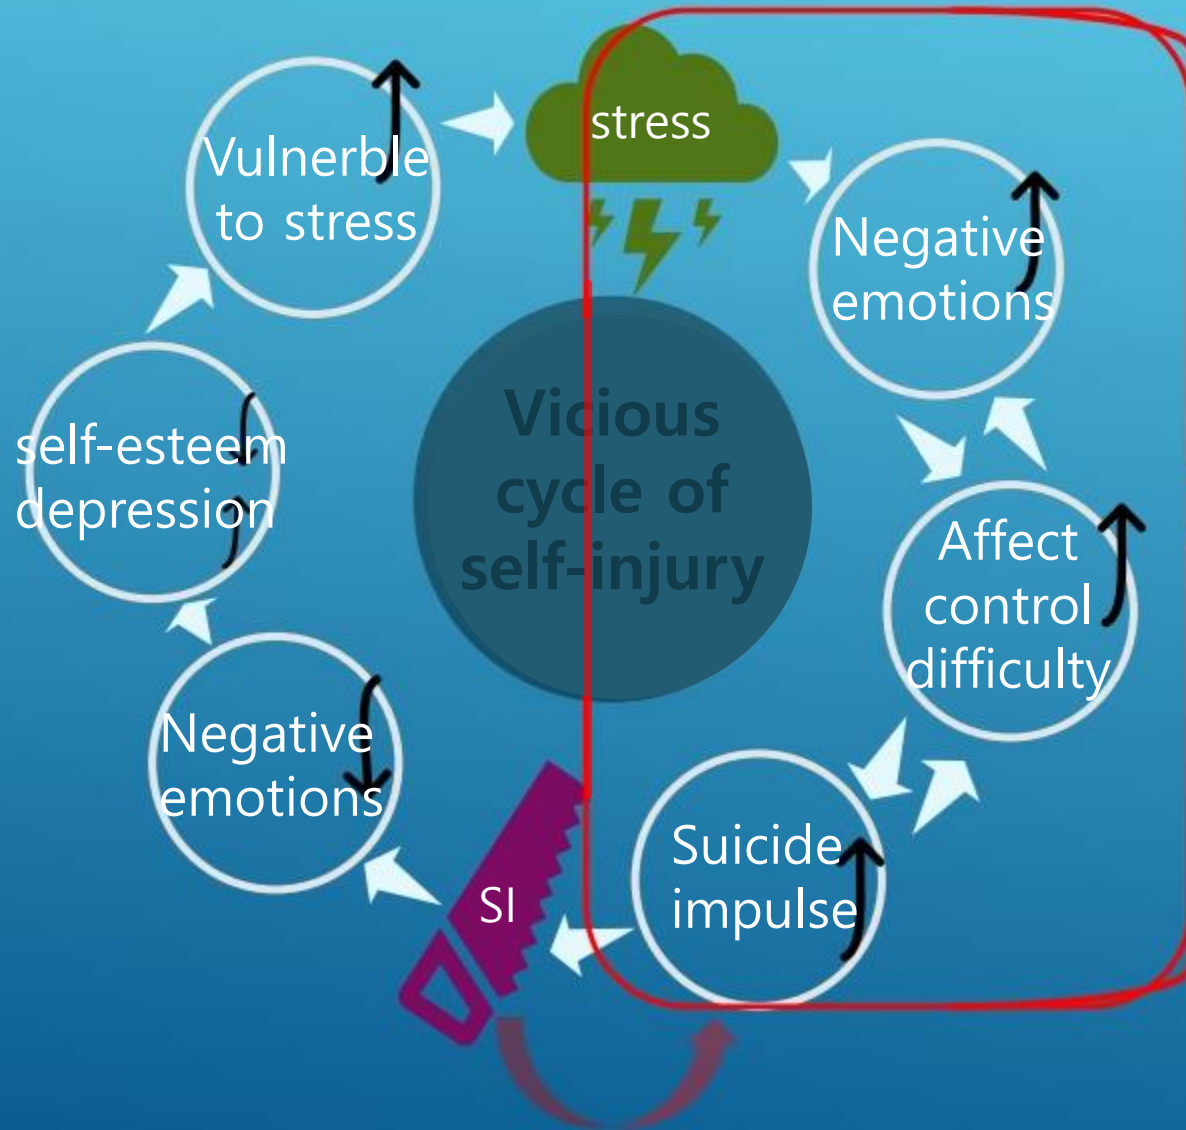 stress
Negative
emotions
Affect
control
difficulty
Suicide
impulse
SI
Negative
emotions
self-esteem
depression
Vulnerble
to stress
Vicious
cycle of
self-injury